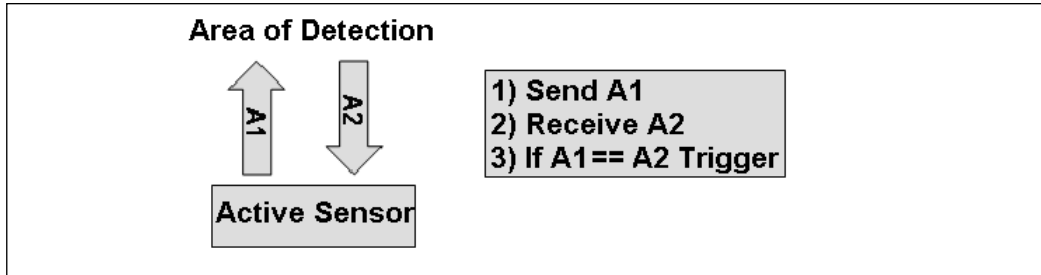 Area of Detection
A1
A2
1) Send A1
2) Receive A2
3) If A1== A2 Trigger
Active Sensor